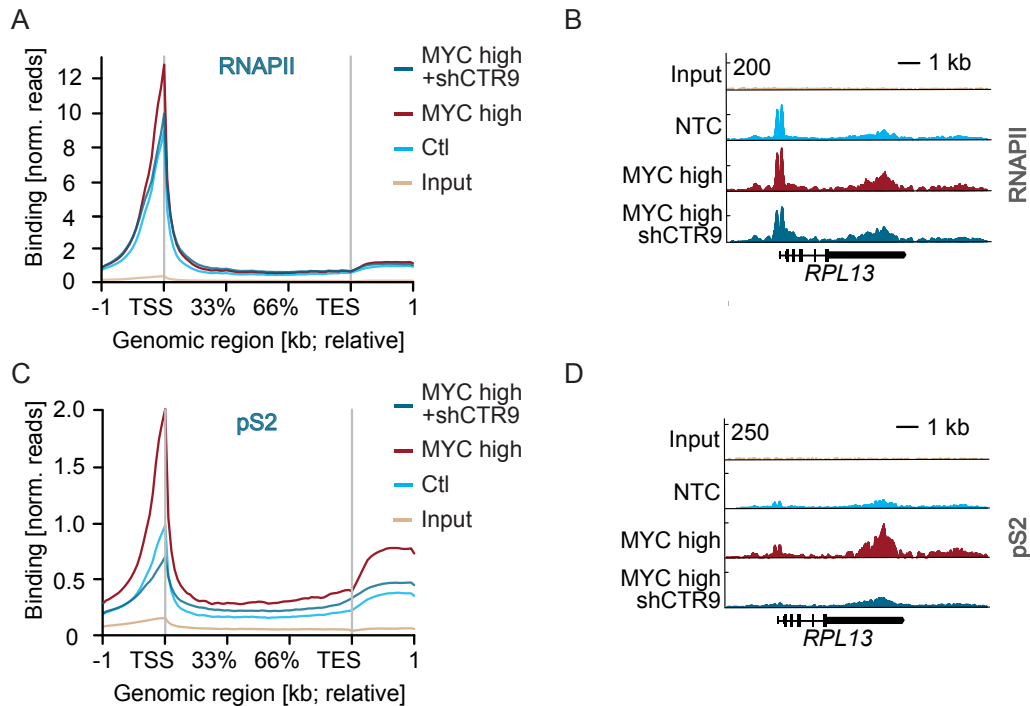 A
RNAPII
Binding [norm. reads]
12
10
8
6
4
2
0
-1
TSS
33%
66%
TES
1
Genomic region [kb; relative]
MYC high
+shCTR9
MYC high
Ctl
Input
B
Input
200
1 kb
NTC
MYC high
MYC high
shCTR9
RPL13
RNAPII
C
pS2
Binding [norm. reads]
2.0
1.5
1.0
0.5
0
-1
TSS
33%
66%
TES
1
Genomic region [kb; relative]
MYC high
+shCTR9
MYC high
Ctl
Input
D
Input
250
1 kb
NTC
MYC high
MYC high
shCTR9
RPL13
pS2